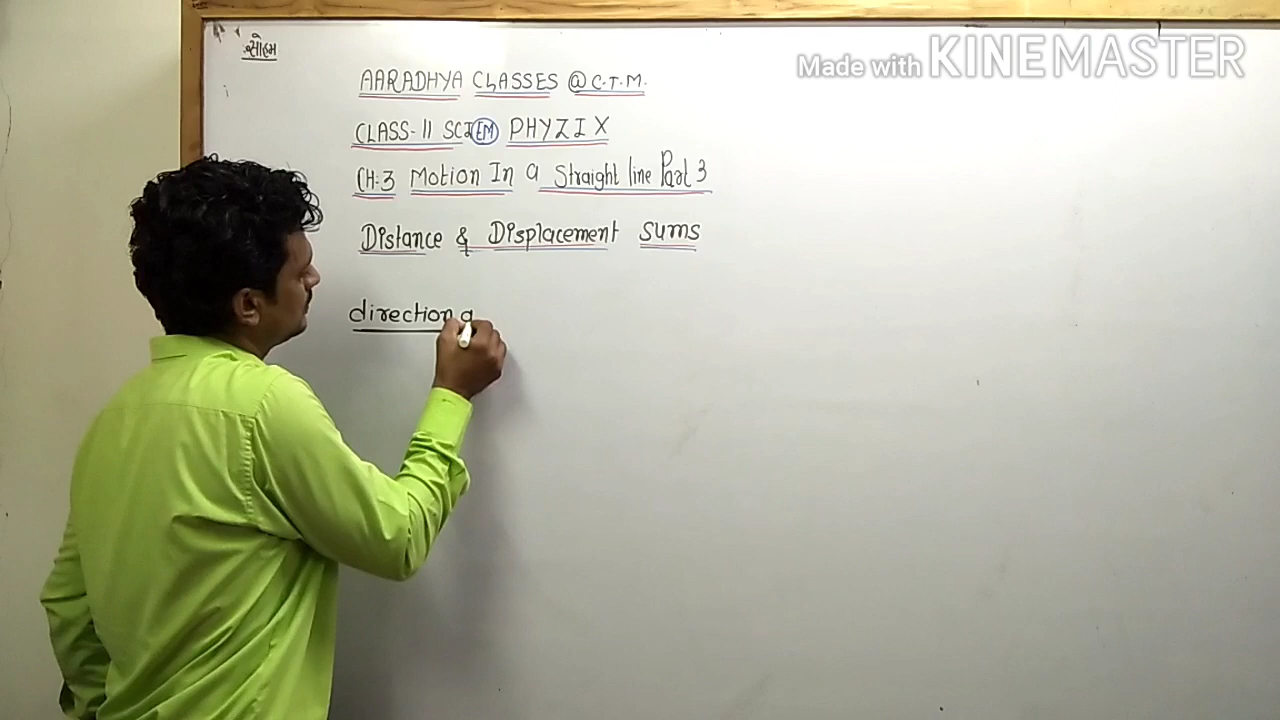 સોહમ
Made with KINEMASTER
AARADHYA CLASSES @ C.T.M.
CLASS-11 SCI EM PHYZIX
CH:3 Motion In a Straight line Part 3
Distance & Displacement sums
direction a